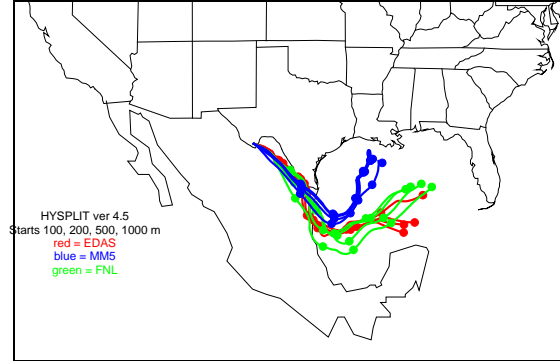 HYSPLIT ver 4.5
Starts 100, 200, 500, 1000 m
red = EDAS
blue = MM5
green = FNL